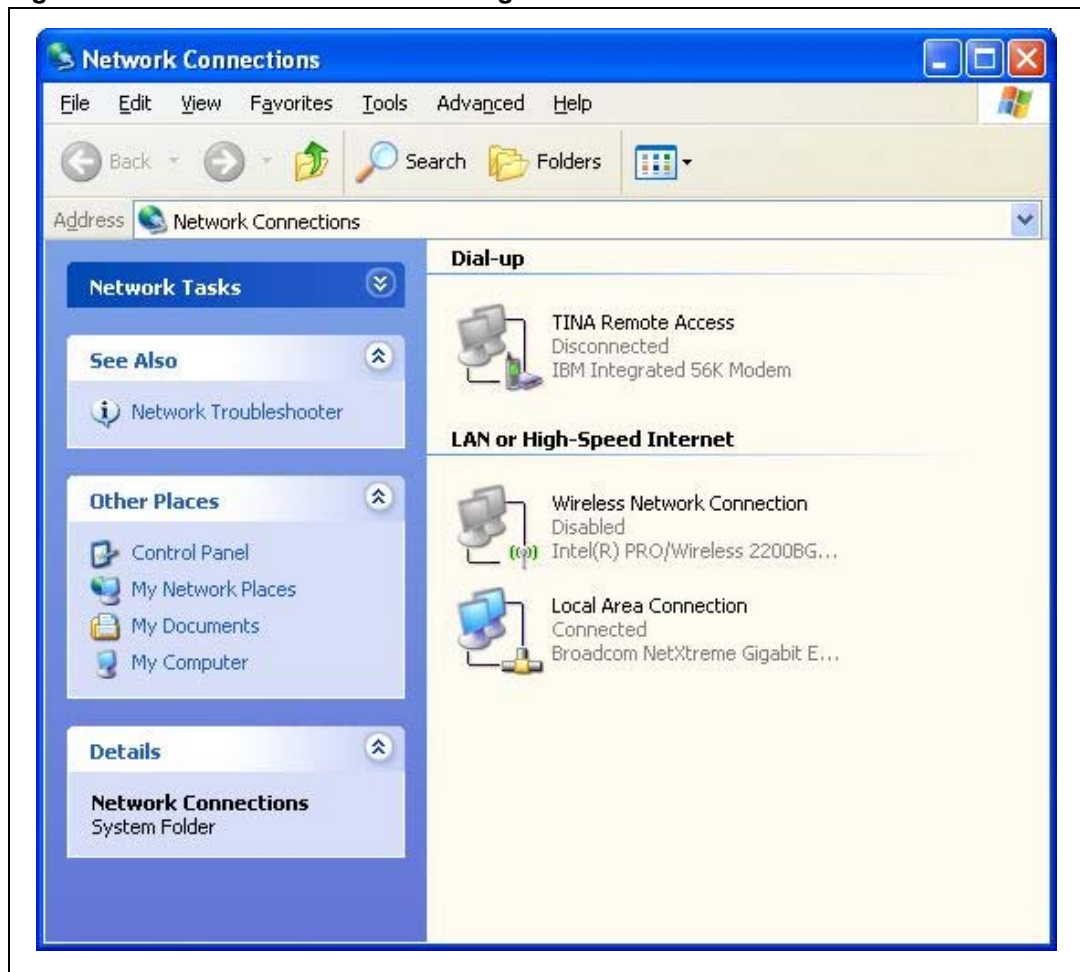 Network Connections
File Edit View Favorites Tools Advanced Help
Back Search Folders
Address Network Connections
Network Tasks
See Also
Network Troubleshooter
Other Places
Control Panel
My Network Places
My Documents
My Computer
Details
Network Connections
System Folder
Dial-up
TINA Remote Access
Disconnected
IBM Integrated 56K Modem
LAN or High-Speed Internet
Wireless Network Connection
Disabled
Intel(R) PRO/Wireless 2200BG...
Local Area Connection
Connected
Broadcom NetXtreme Gigabit E...